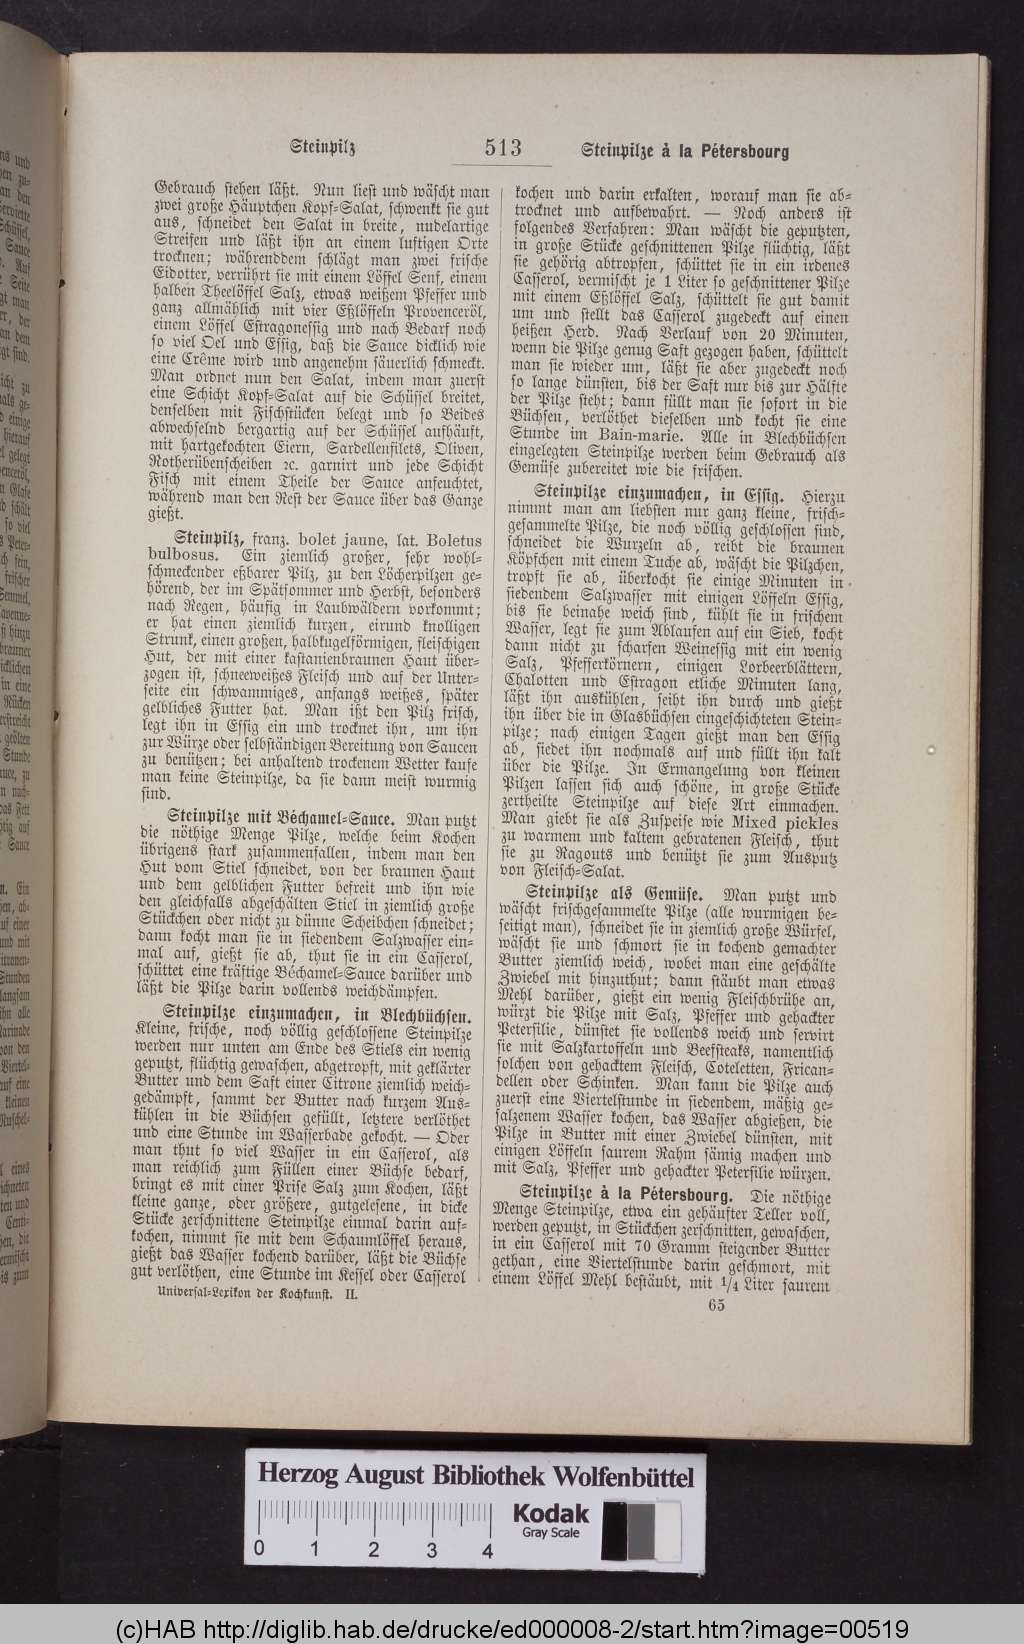 Steinpilz 513 Steinpilze à la Pétersbourg
Gebrauch stehen läßt. Nun liest und wäscht man
zwei große Häuptchen Kopf=Salat, schwenkt sie gut
aus, schneidet den Salat in breite, nudelartige
Streifen und läßt ihn an einem luftigen Orte
trocknen; währenddem schlägt man zwei frische
Eidotter, verrührt sie mit einem Löffel Senf, einem
halben Theelöffel Salz, etwas weißem Pfeffer und
ganz allmählich mit vier Eßlöffeln Provenceröl,
einem Löffel Estragonessig und nach Bedarf noch
so viel Oel und Essig, daß die Sauce dicklich wie
eine Crême wird und angenehm säuerlich schmeckt.
Man ordnet nun den Salat, indem man zuerst
eine Schicht Kopf=Salat auf die Schüssel breitet,
denselben mit Fischstücken belegt und so Beides
abwechselnd bergartig auf der Schüssel aufhäuft,
mit hartgekochten Eiern, Sardellenfilets, Oliven,
Rotherübenscheiben ꝛc. garnirt und jede Schicht
Fisch mit einem Theile der Sauce anfeuchtet,
während man den Rest der Sauce über das Ganze
gießt.
Steinpilz, franz. bolet jaune, lat. Boletus
bulbosus. Ein ziemlich großer, sehr wohl=
schmeckender eßbarer Pilz, zu den Löcherpilzen ge=
hörend, der im Spätsommer und Herbst, besonders
nach Regen, häufig in Laubwäldern vorkommt;
er hat einen ziemlich kurzen, eirund knolligen
Strunk, einen großen, halbkugelförmigen, fleischigen
Hut, der mit einer kastanienbraunen Haut über=
zogen ist, schneeweißes Fleisch und auf der Unter=
seite ein schwammiges, anfangs weißes, später
gelbliches Futter hat. Man ißt den Pilz frisch,
legt ihn in Essig ein und trocknet ihn, um ihn
zur Würze oder selbständigen Bereitung von Saucen
zu benützen; bei anhaltend trockenem Wetter kaufe
man keine Steinpilze, da sie dann meist wurmig
sind.
Steinpilze mit Béchamel=Sauce. Man putzt
die nöthige Menge Pilze, welche beim Kochen
übrigens stark zusammenfallen, indem man den
Hut vom Stiel schneidet, von der braunen Haut
und dem gelblichen Futter befreit und ihn wie
den gleichfalls abgeschälten Stiel in ziemlich große
Stückchen oder nicht zu dünne Scheibchen schneidet;
dann kocht man sie in siedendem Salzwasser ein=
mal auf, gießt sie ab, thut sie in ein Casserol,
schüttet eine kräftige Béchamel=Sauce darüber und
läßt die Pilze darin vollends weichdämpfen.
Steinpilze einzumachen, in Blechbüchsen.
Kleine, frische, noch völlig geschlossene Steinpilze
werden nur unten am Ende des Stiels ein wenig
geputzt, flüchtig gewaschen, abgetropft, mit geklärter
Butter und dem Saft einer Citrone ziemlich weich=
gedämpft, sammt der Butter nach kurzem Aus=
kühlen in die Büchsen gefüllt, letztere verlöthet
und eine Stunde im Wasserbade gekocht. — Oder
man thut so viel Wasser in ein Casserol, als
man reichlich zum Füllen einer Büchse bedarf,
bringt es mit einer Prise Salz zum Kochen, läßt
kleine ganze, oder größere, gutgelesene, in dicke
Stücke zerschnittene Steinpilze einmal darin auf=
kochen, nimmt sie mit dem Schaumlöffel heraus,
gießt das Wasser kochend darüber, läßt die Büchse
gut verlöthen, eine Stunde im Kessel oder Casserol
Universal=Lexikon der Kochkunst. II.
kochen und darin erkalten, worauf man sie ab=
trocknet und aufbewahrt. — Noch anders ist
folgendes Verfahren: Man wäscht die geputzten,
in große Stücke geschnittenen Pilze flüchtig, läßt
sie gehörig abtropfen, schüttet sie in ein irdenes
Casserol, vermischt je 1 Liter so geschnittener Pilze
mit einem Eßlöffel Salz, schüttelt sie gut damit
um und stellt das Casserol zugedeckt auf einen
heißen Herd. Nach Verlauf von 20 Minuten,
wenn die Pilze genug Saft gezogen haben, schüttelt
man sie wieder um, läßt sie aber zugedeckt noch
so lange dünsten, bis der Saft nur bis zur Hälfte
der Pilze steht; dann füllt man sie sofort in die
Büchsen, verlöthet dieselben und kocht sie eine
Stunde im Bain-marie. Alle in Blechbüchsen
eingelegten Steinpilze werden beim Gebrauch als
Gemüse zubereitet wie die frischen.
Steinpilze einzumachen, in Essig. Hierzu
nimmt man am liebsten nur ganz kleine, frisch=
gesammelte Pilze, die noch völlig geschlossen sind,
schneidet die Wurzeln ab, reibt die braunen
Köpfchen mit einem Tuche ab, wäscht die Pilzchen,
tropft sie ab, überkocht sie einige Minuten in
siedendem Salzwasser mit einigen Löffeln Essig,
bis sie beinahe weich sind, kühlt sie in frischem
Wasser, legt sie zum Ablaufen auf ein Sieb, kocht
dann nicht zu scharfen Weinessig mit ein wenig
Salz, Pfefferkörnern, einigen Lorbeerblättern,
Chalotten und Estragon etliche Minuten lang,
läßt ihn auskühlen, seiht ihn durch und gießt
ihn über die in Glasbüchsen eingeschichteten Stein=
pilze; nach einigen Tagen gießt man den Essig
ab, siedet ihn nochmals auf und füllt ihn kalt
über die Pilze. In Ermangelung von kleinen
Pilzen lassen sich auch schöne, in große Stücke
zertheilte Steinpilze auf diese Art einmachen.
Man giebt sie als Zuspeise wie Mixed pickles
zu warmem und kaltem gebratenen Fleisch, thut
sie zu Ragouts und benützt sie zum Ausputz
von Fleisch=Salat.
Steinpilze als Gemüse. Man putzt und
wäscht frischgesammelte Pilze (alle wurmigen be=
seitigt man), schneidet sie in ziemlich große Würfel,
wäscht sie und schmort sie in kochend gemachter
Butter ziemlich weich, wobei man eine geschälte
Zwiebel mit hinzuthut; dann stäubt man etwas
Mehl darüber, gießt ein wenig Fleischbrühe an,
würzt die Pilze mit Salz, Pfeffer und gehackter
Petersilie, dünstet sie vollends weich und servirt
sie mit Salzkartoffeln und Beefsteaks, namentlich
solchen von gehacktem Fleisch, Coteletten, Frican=
dellen oder Schinken. Man kann die Pilze auch
zuerst eine Viertelstunde in siedendem, mäßig ge=
salzenem Wasser kochen, das Wasser abgießen, die
Pilze in Butter mit einer Zwiebel dünsten, mit
einigen Löffeln saurem Rahm sämig machen und
mit Salz, Pfeffer und gehackter Petersilie würzen.
Steinpilze à la Pétersbourg. Die nöthige
Menge Steinpilze, etwa ein gehäufter Teller voll,
werden geputzt, in Stückchen zerschnitten, gewaschen,
in ein Casserol mit 70 Gramm steigender Butter
gethan, eine Viertelstunde darin geschmort, mit
einem Löffel Mehl bestäubt, mit 1/4 Liter saurem
65
Herzog August Bibliothek Wolfenbüttel
0 1 2 3 4
Kodak
Gray Scale
(c)HAB http://diglib.hab.de/drucke/ed000008-2/start.htm?image=00519